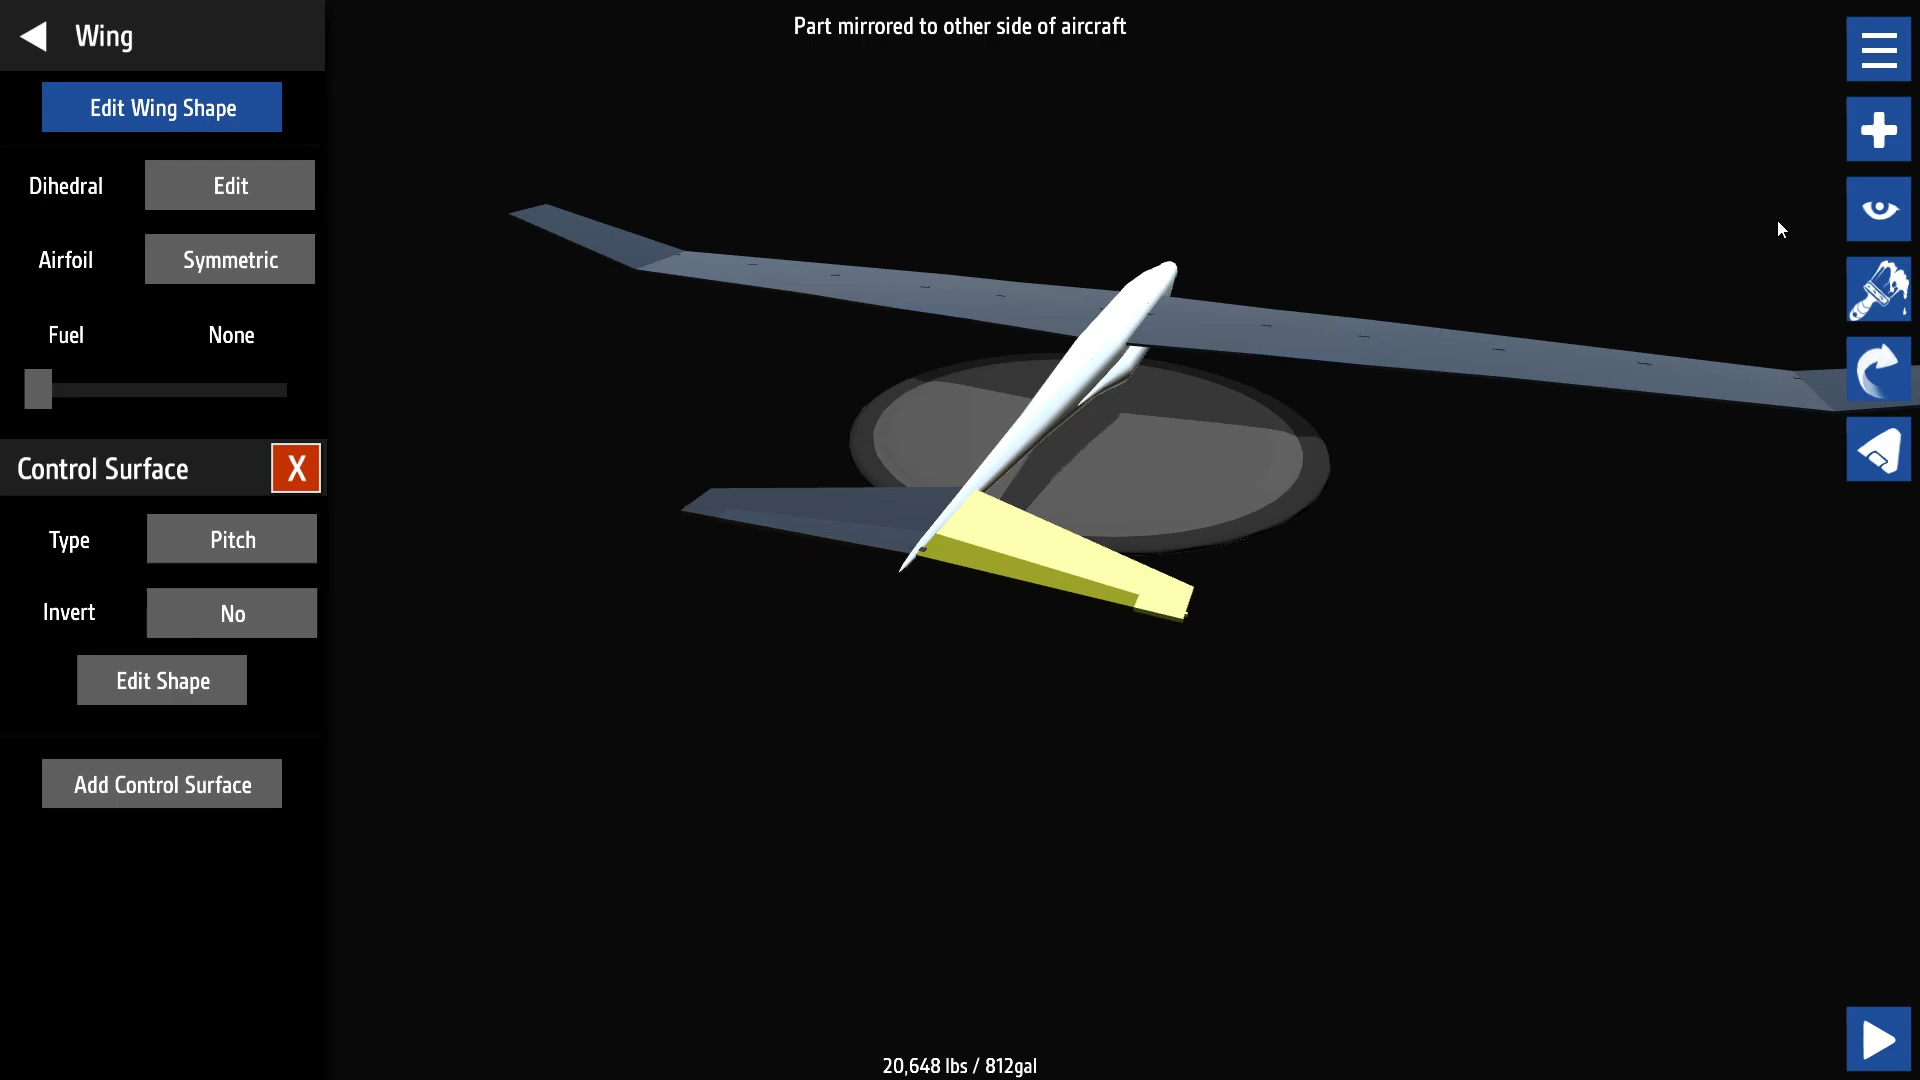 Wing
Part mirrored to other side of aircraft
Edit Wing Shape
Dihedral Edit
Airfoil Symmetric
Fuel None
Control Surface X
Type Pitch
Invert No
Edit Shape
Add Control Surface
20,648 lbs / 812gal